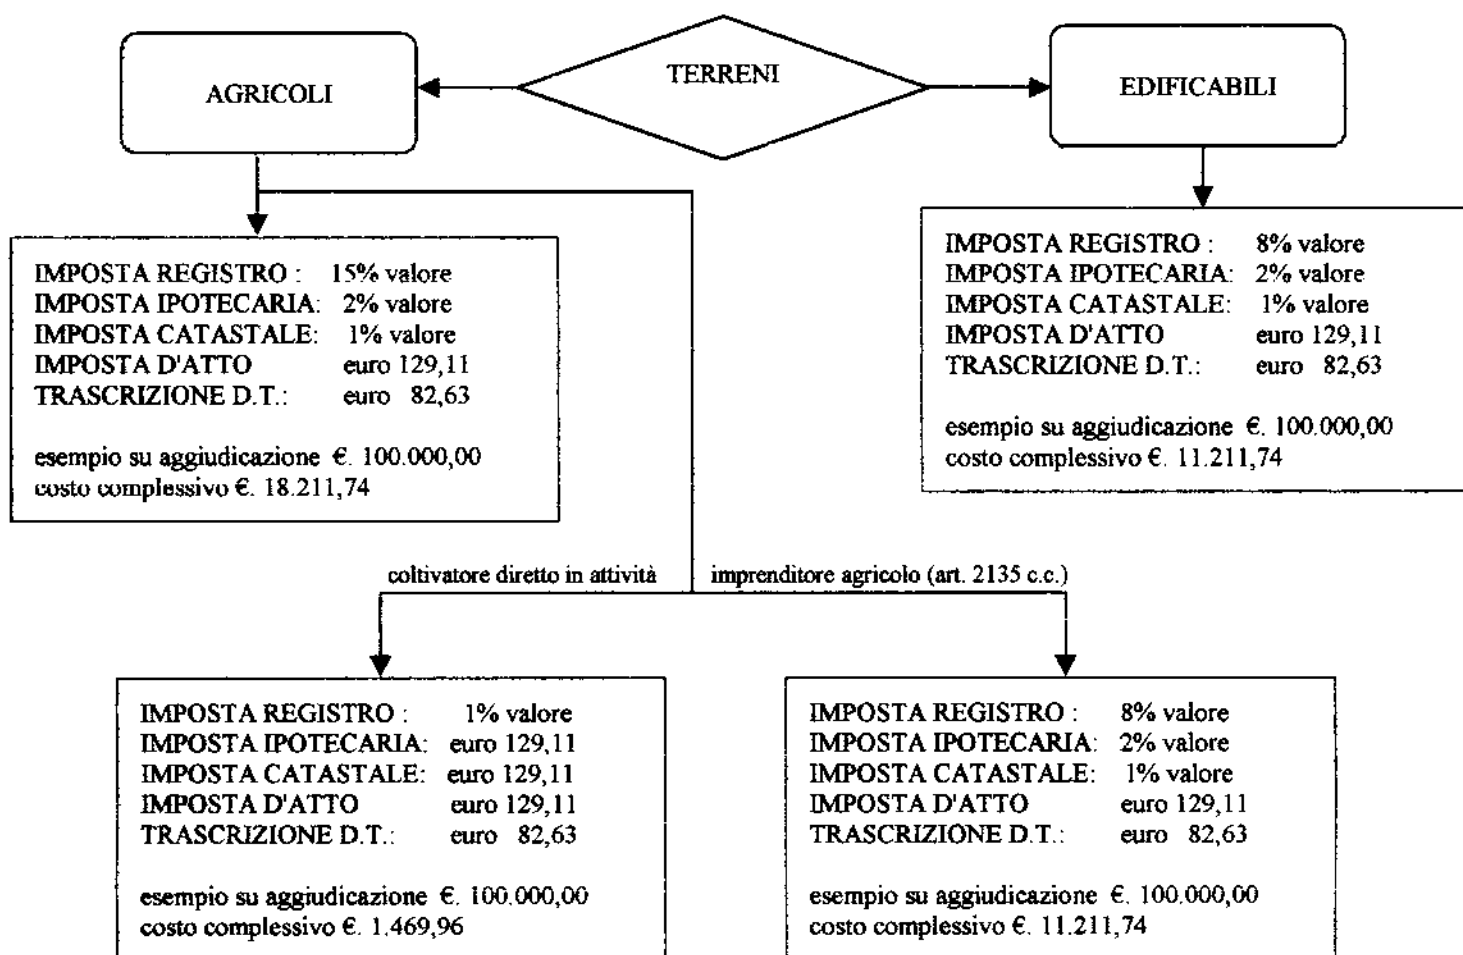 TERRENI
AGRICOLI
EDIFICABILI
IMPOSTA REGISTRO : 15% valore
IMPOSTA IPOTECARIA: 2% valore
IMPOSTA CATASTALE: 1% valore
IMPOSTA D'ATTO euro 129,11
TRASCRIZIONE D.T.: euro 82,63
esempio su aggiudicazione €. 100.000,00
costo complessivo €. 18.211,74
IMPOSTA REGISTRO : 8% valore
IMPOSTA IPOTECARIA: 2% valore
IMPOSTA CATASTALE: 1% valore
IMPOSTA D'ATTO euro 129,11
TRASCRIZIONE D.T.: euro 82,63
esempio su aggiudicazione €. 100.000,00
costo complessivo €. 11.211,74
coltivatore diretto in attività
imprenditore agricolo (art. 2135 c.c.)
IMPOSTA REGISTRO : 1% valore
IMPOSTA IPOTECARIA: euro 129,11
IMPOSTA CATASTALE: euro 129,11
IMPOSTA D'ATTO euro 129,11
TRASCRIZIONE D.T.: euro 82,63
esempio su aggiudicazione €. 100.000,00
costo complessivo €. 1.469,96
IMPOSTA REGISTRO : 8% valore
IMPOSTA IPOTECARIA: 2% valore
IMPOSTA CATASTALE: 1% valore
IMPOSTA D'ATTO euro 129,11
TRASCRIZIONE D.T.: euro 82,63
esempio su aggiudicazione €. 100.000,00
costo complessivo €. 11.211,74